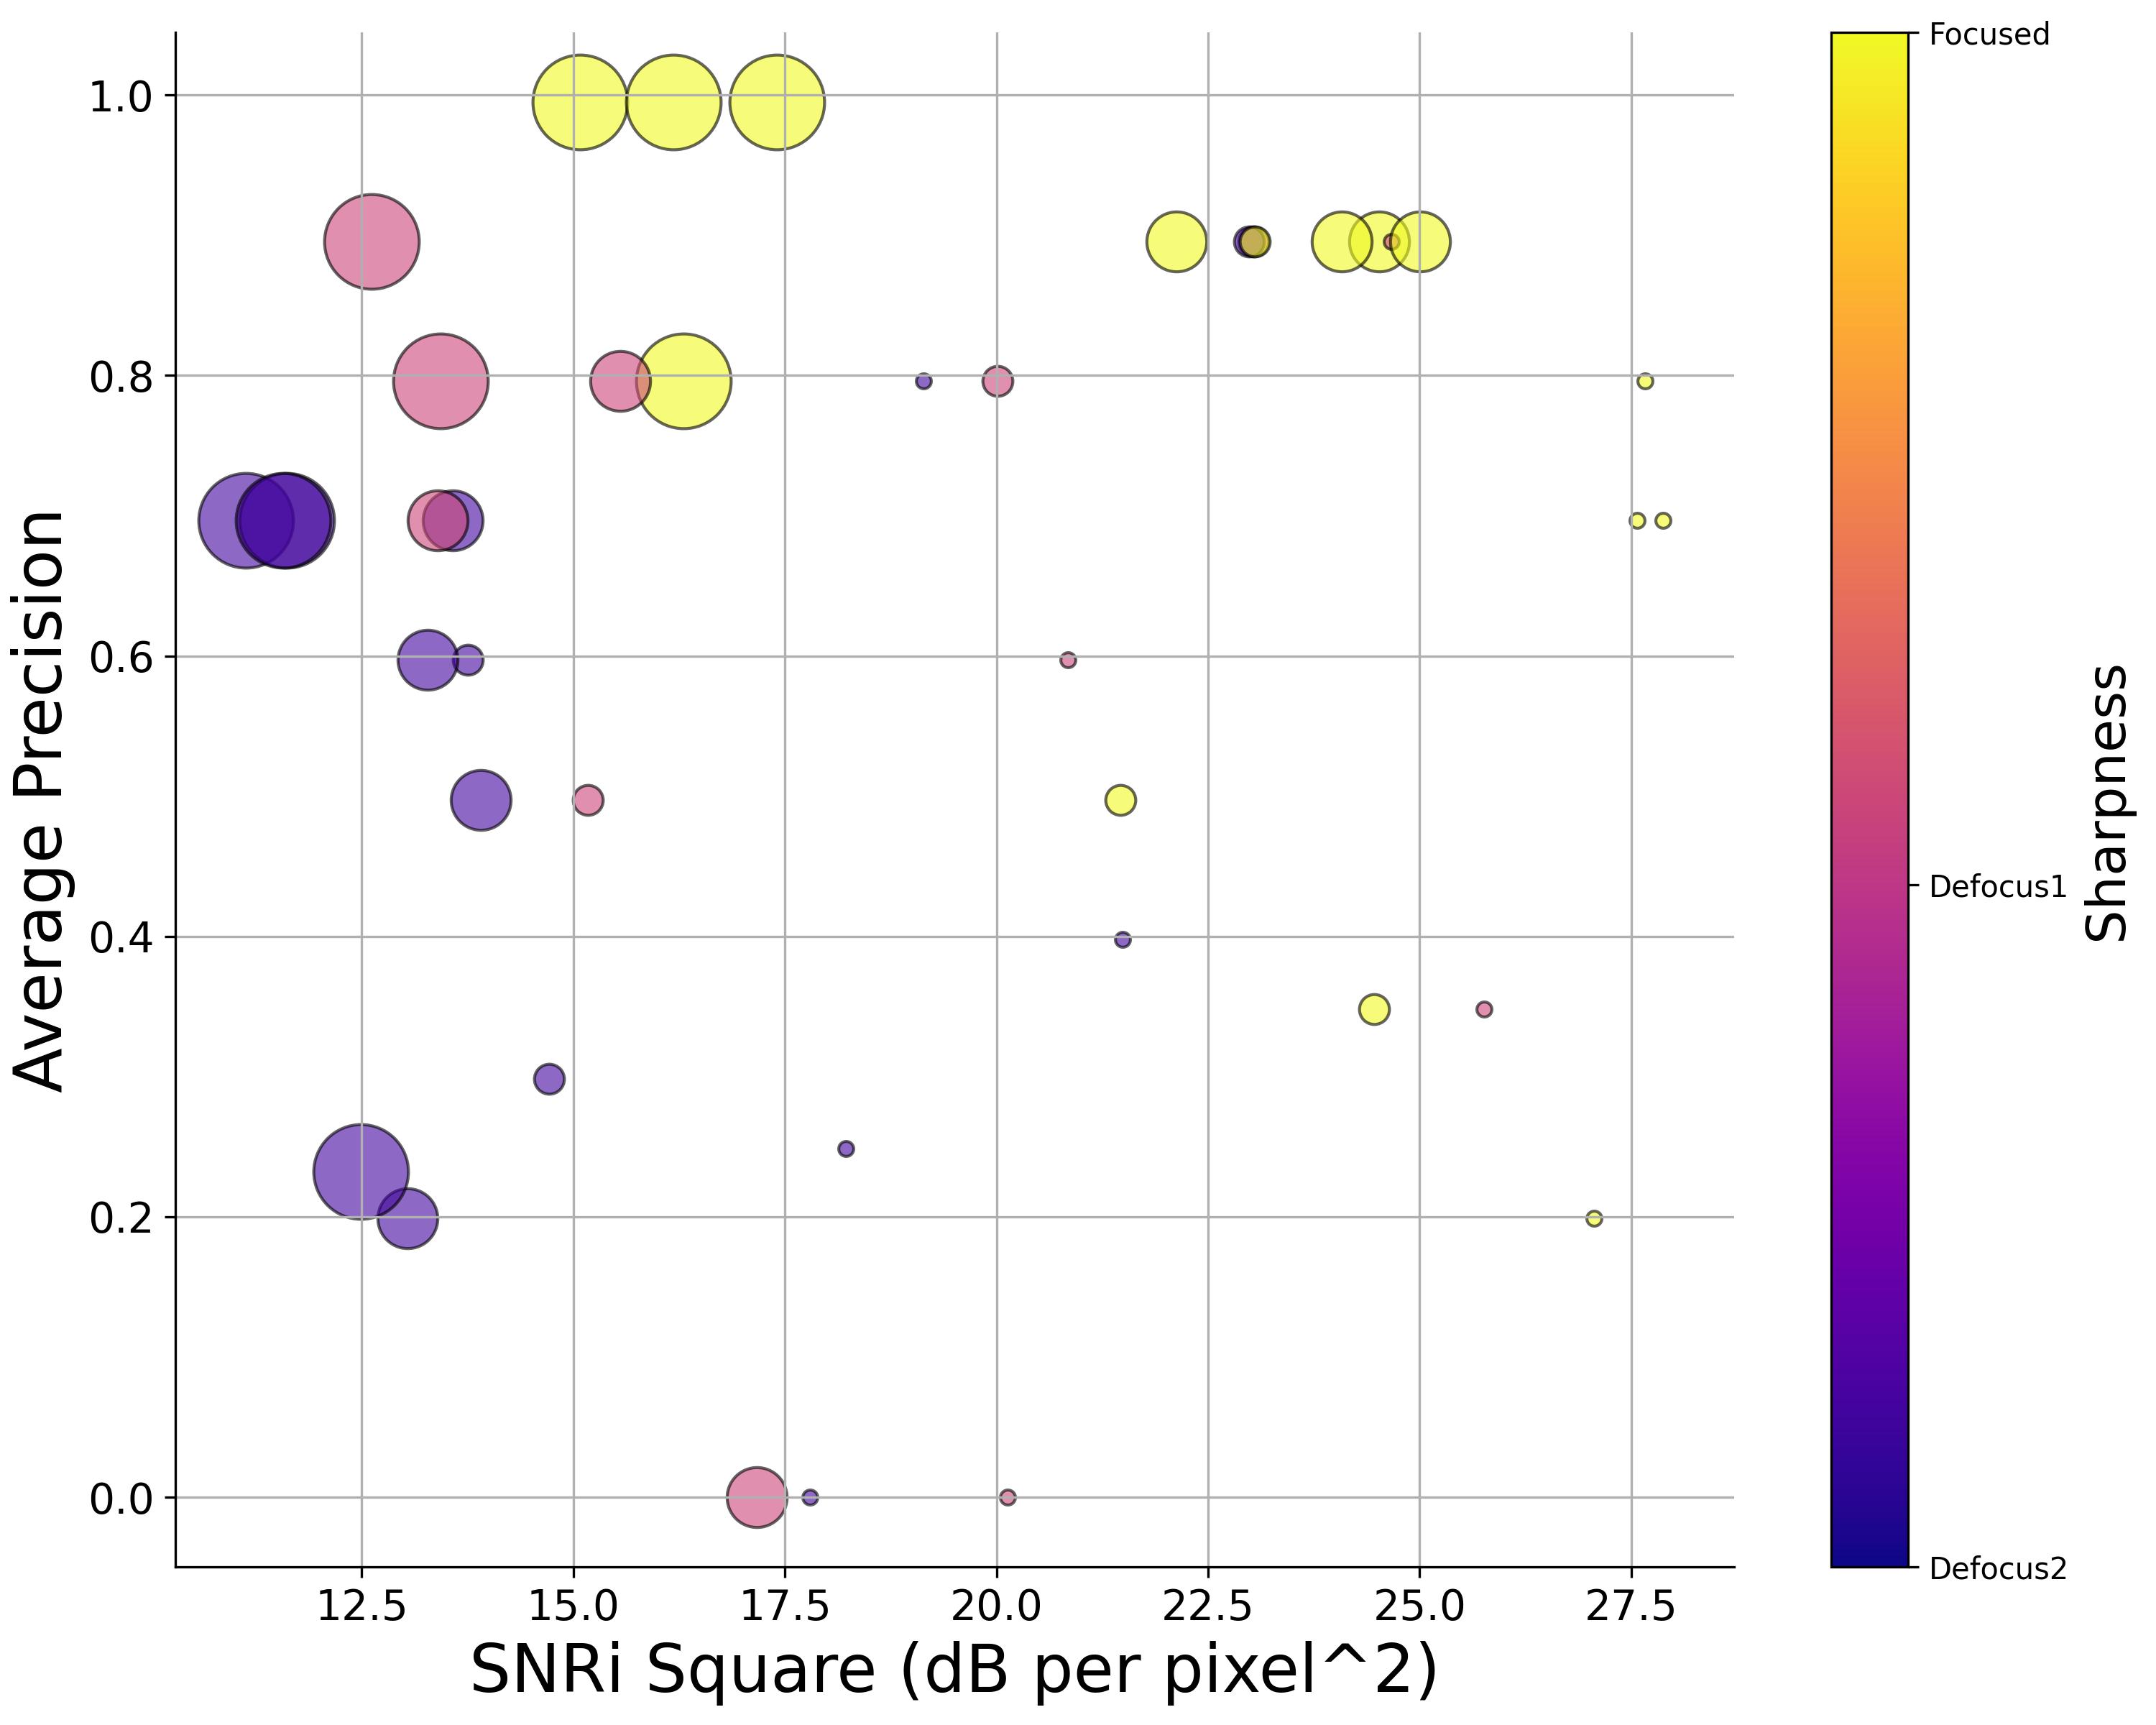 1.0
0.8
0.6
0.4
0.2
0.0
Average Precision
12.5 15.0 17.5 20.0 22.5 25.0 27.5
SNRi Square (dB per pixel^2)
Focused
Defocus1
Defocus2
Sharpness